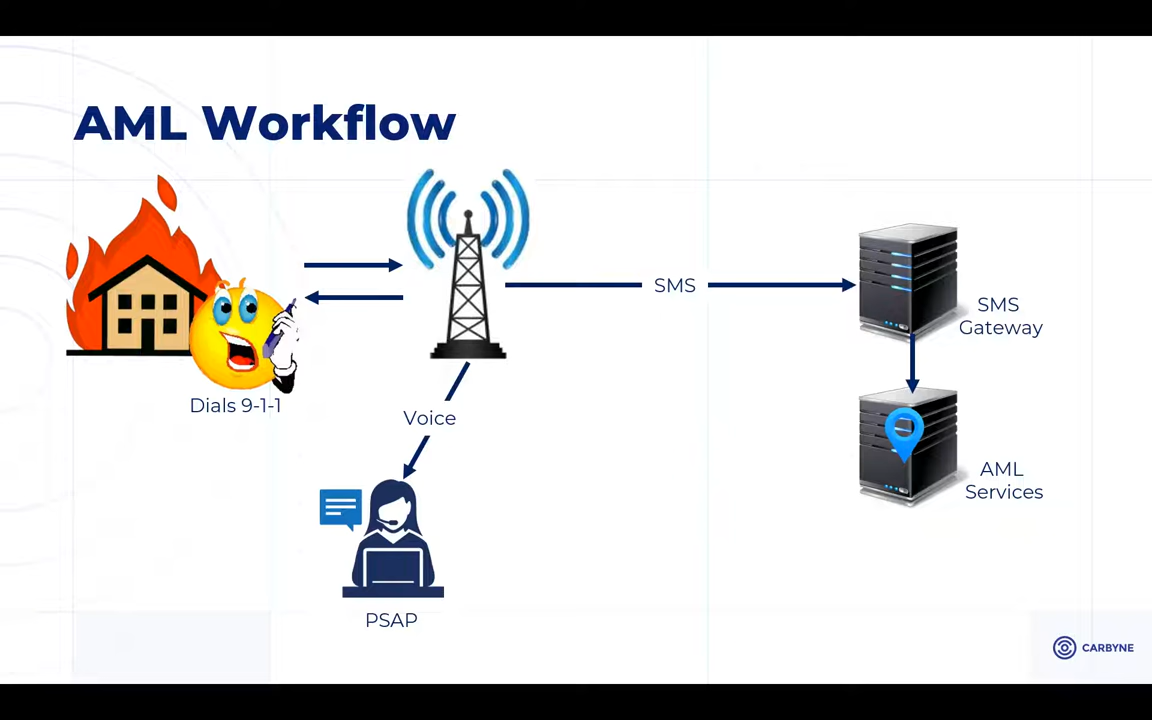 AML Workflow
SMS
SMS
Gateway
Dials 9-1-1
Voice
AML
Services
PSAP
CARBYNE